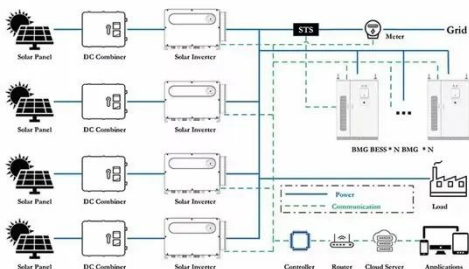 STS
Meter
Grid
Solar Panel
DC Combiner
Solar Inverter
Solar Panel
DC Combiner
Solar Inverter
BMG BESS * N BMG * N
Solar Panel
DC Combiner
Solar Inverter
Power
Communication
Load
Solar Panel
DC Combiner
Solar Inverter
Controller
Router
Cloud Server
Applications